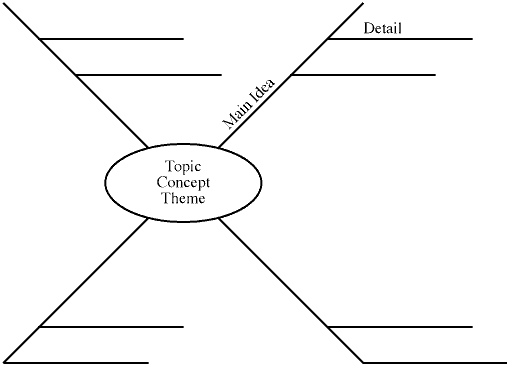 Detail
Main Idea
Topic
Concept
Theme